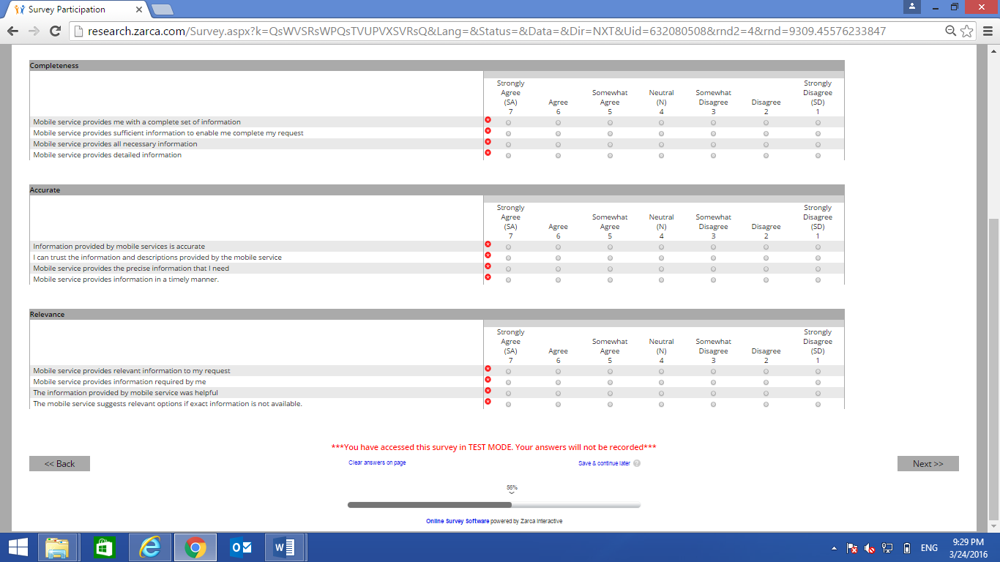 Survey Participation
research.zarca.com/Survey.aspx?k=QsWVSRsWPQsTVUPVXSVRsQ&Lang=&Status=&Data=&Dir=NXT&Uid=632080508&rnd2=4&rnd=9309.45576233847
Completeness
Strongly Agree (SA) 7 Agree 6 Somewhat Agree 5 Neutral (N) 4 Somewhat Disagree 3 Disagree 2 Strongly Disagree (SD) 1
Mobile service provides me with a complete set of information
Mobile service provides sufficient information to enable me complete my request
Mobile service provides all necessary information
Mobile service provides detailed information
Accurate
Strongly Agree (SA) 7 Agree 6 Somewhat Agree 5 Neutral (N) 4 Somewhat Disagree 3 Disagree 2 Strongly Disagree (SD) 1
Information provided by mobile services is accurate
I can trust the information and descriptions provided by the mobile service
Mobile service provides the precise information that I need
Mobile service provides information in a timely manner.
Relevance
Strongly Agree (SA) 7 Agree 6 Somewhat Agree 5 Neutral (N) 4 Somewhat Disagree 3 Disagree 2 Strongly Disagree (SD) 1
Mobile service provides relevant information to my request
Mobile service provides information required by me
The information provided by mobile service was helpful
The mobile service suggests relevant options if exact information is not available.
***You have accessed this survey in TEST MODE. Your answers will not be recorded***
<< Back Clear answers on page Save & continue later ? Next >>
56%
Online Survey Software powered by Zarca Interactive
ENG 9:29 PM
3/24/2016